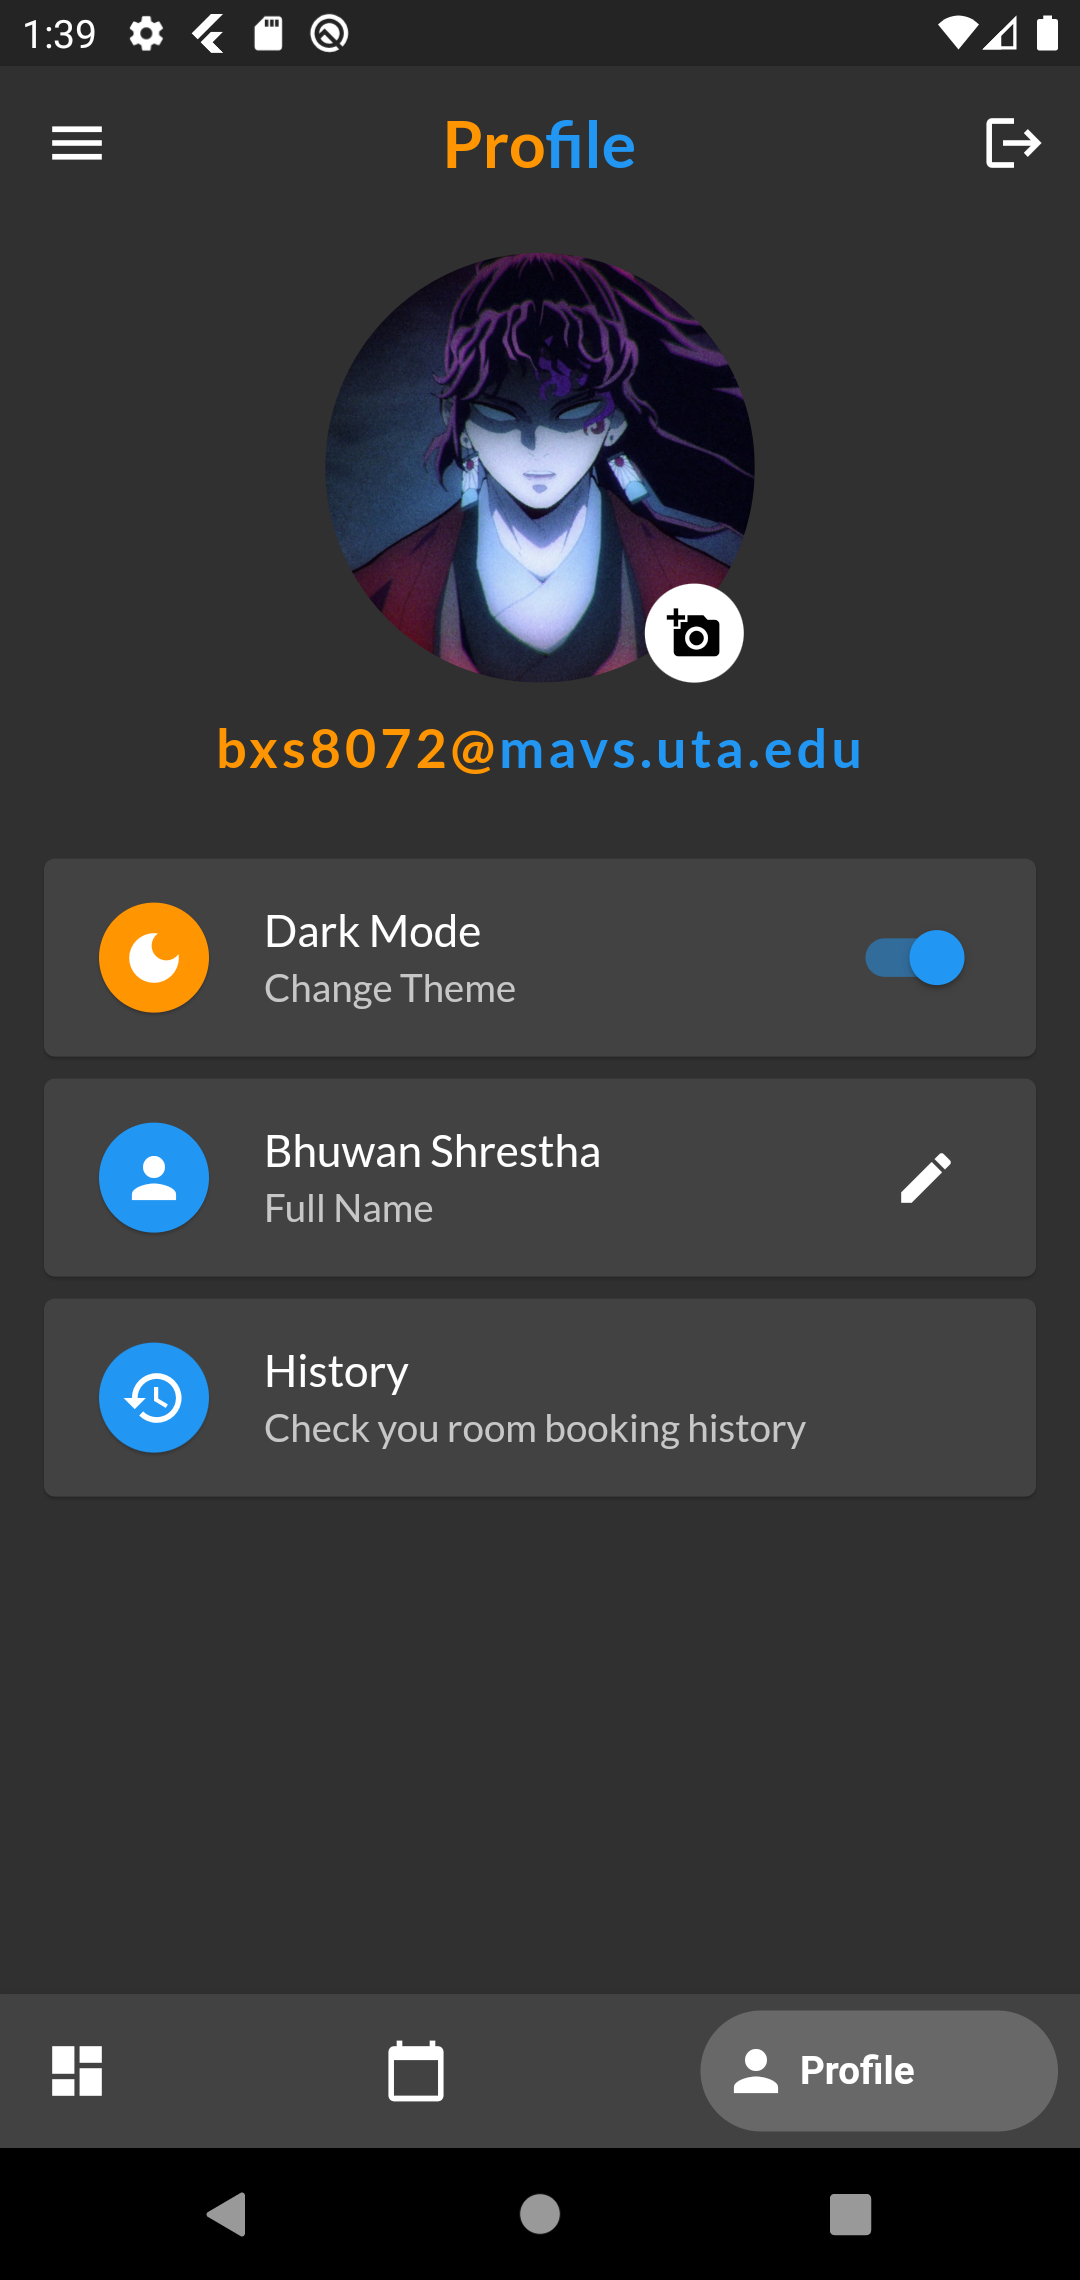 1:39
Profile
bxs8072@mavs.uta.edu
Dark Mode
Change Theme
Bhuwan Shrestha
Full Name
History
Check you room booking history
Profile